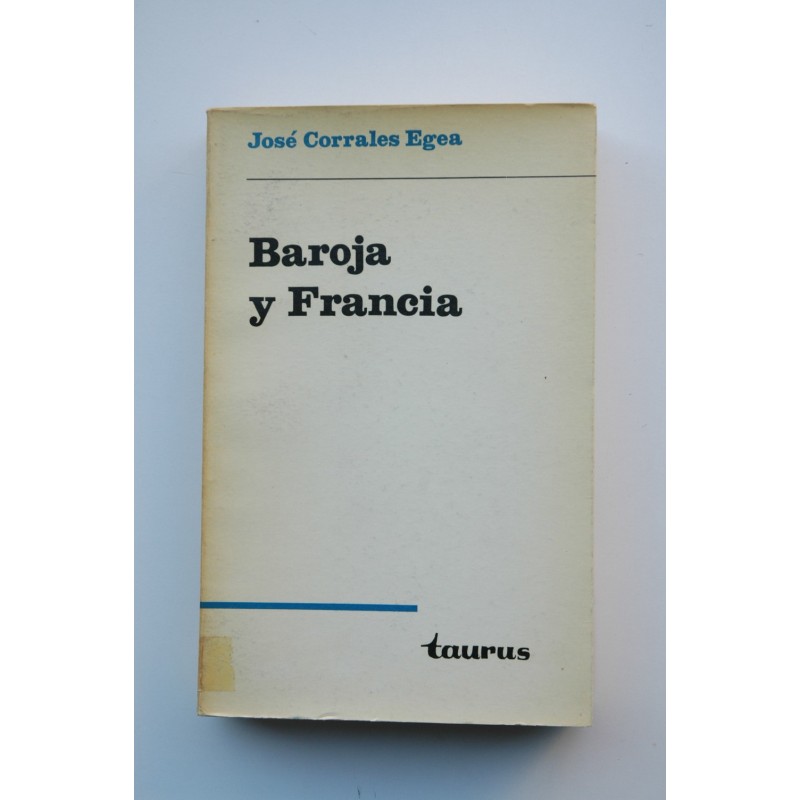 José Corrales Egea
Baroja
y Francia
taurus